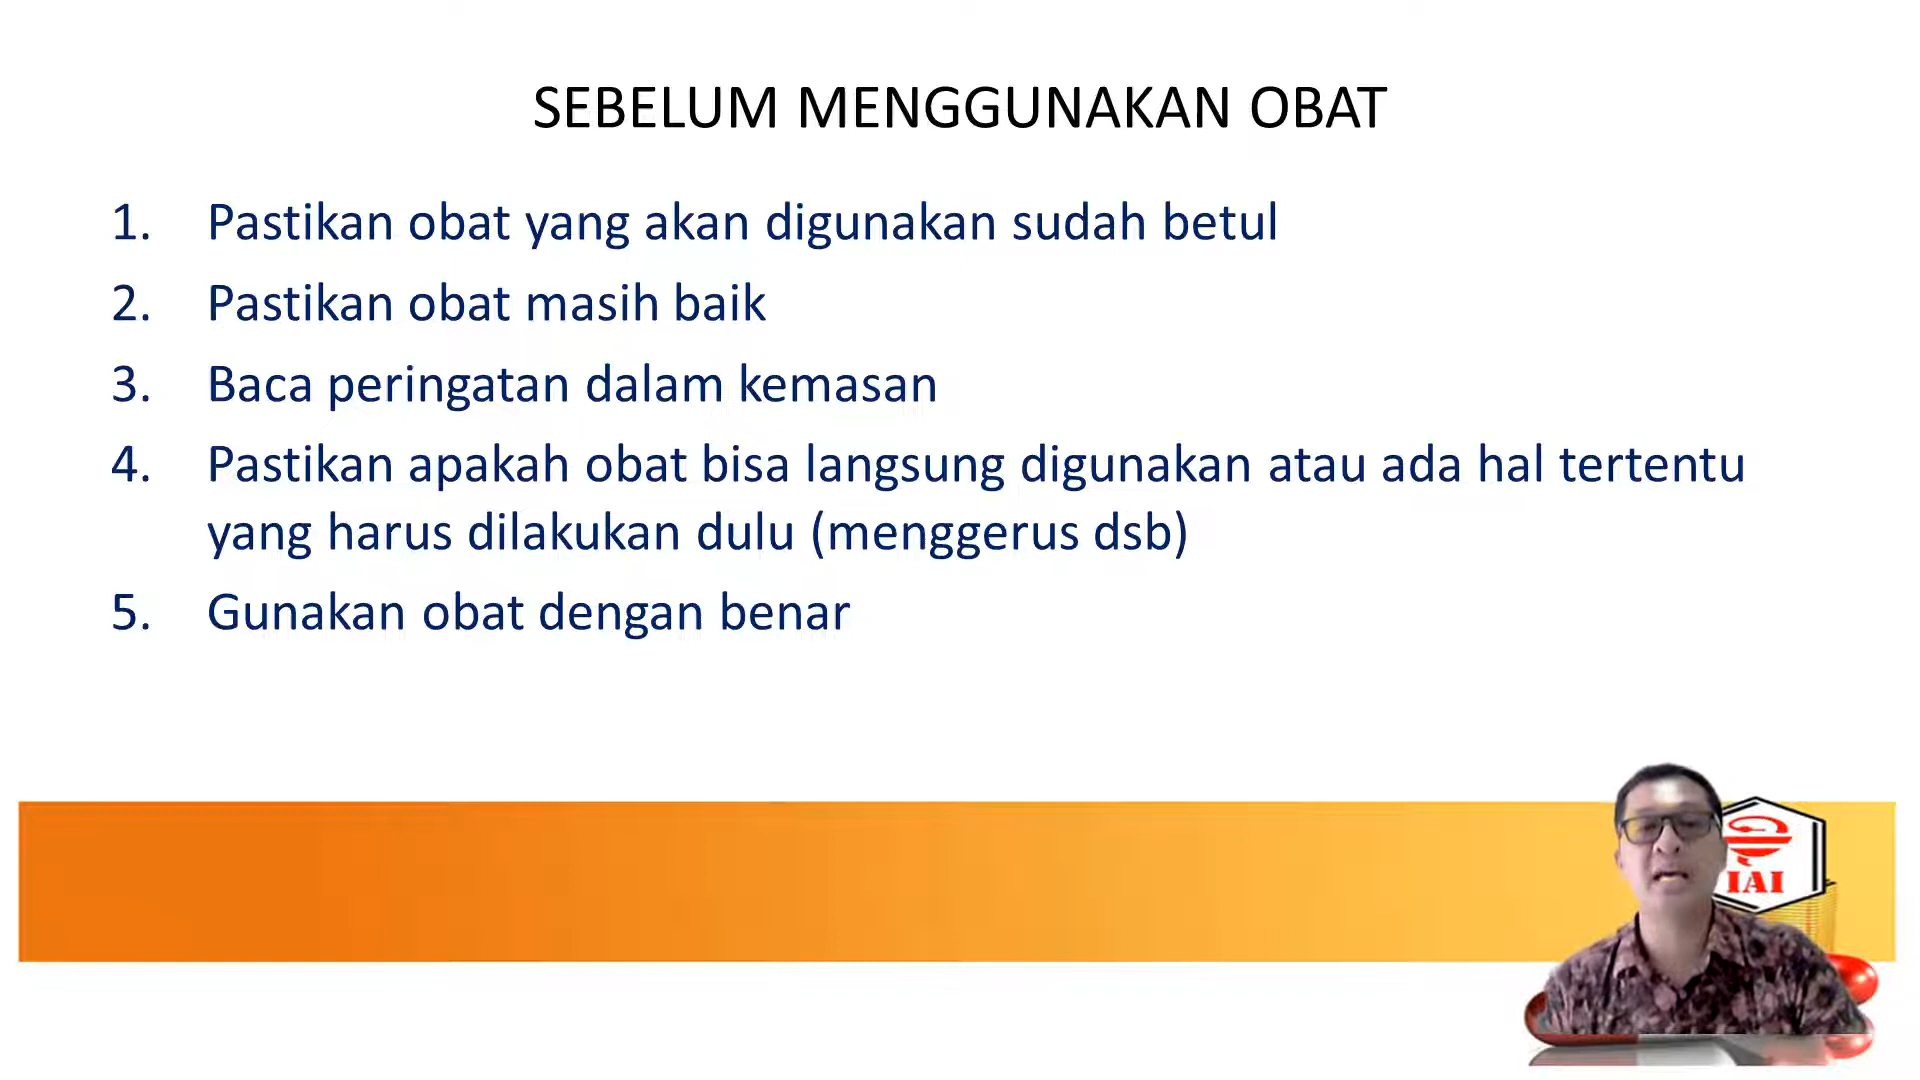 SEBELUM MENGGUNAKAN OBAT
1. Pastikan obat yang akan digunakan sudah betul
2. Pastikan obat masih baik
3. Baca peringatan dalam kemasan
4. Pastikan apakah obat bisa langsung digunakan atau ada hal tertentu
yang harus dilakukan dulu (menggerus dsb)
5. Gunakan obat dengan benar
IAI